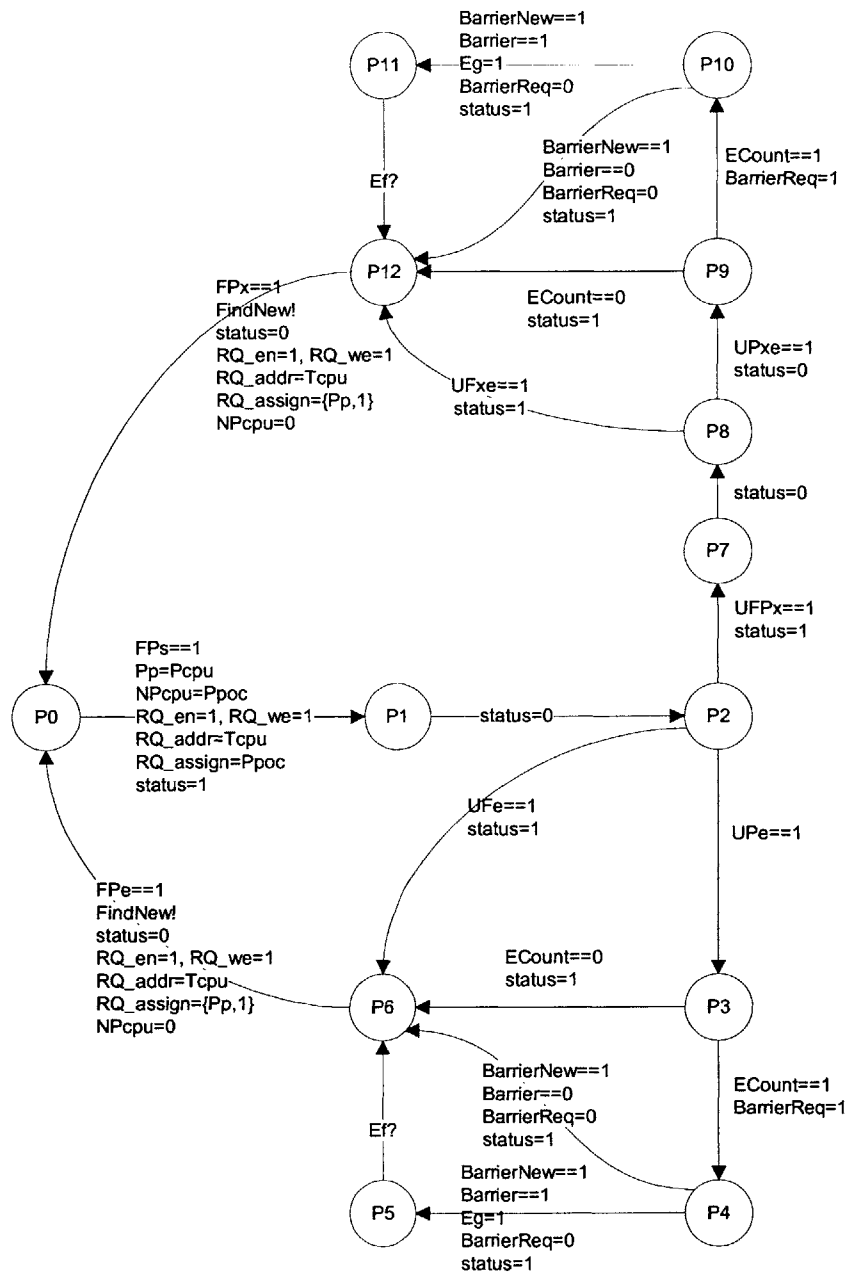 BarrierNew==1
Barrier==1
Eg=1
BarrierReq=0
status=1
P11
P10
BarrierNew==1
Barrier==0
BarrierReq=0
status=1
ECount==1
BarrierReq=1
Ef?
P12
P9
ECount==0
status=1
FPx==1
FindNew!
status=0
RQ_en=1, RQ_we=1
RQ_addr=Tcpu
RQ_assign={Pp,1}
NPcpu=0
UPxe==1
status=0
UFxe==1
status=1
P8
status=0
P7
UFPx==1
status=1
FPs==1
Pp=Pcpu
NPcpu=Ppoc
RQ_en=1, RQ_we=1
RQ_addr=Tcpu
RQ_assign=Ppoc
status=1
P0
P1
status=0
P2
UFe==1
status=1
UPe==1
FPe==1
FindNew!
status=0
RQ_en=1, RQ_we=1
RQ_addr=Tcpu
RQ_assign={Pp,1}
NPcpu=0
ECount==0
status=1
P6
P3
BarrierNew==1
Barrier==0
BarrierReq=0
status=1
ECount==1
BarrierReq=1
Ef?
BarrierNew==1
Barrier==1
Eg=1
BarrierReq=0
status=1
P5
P4